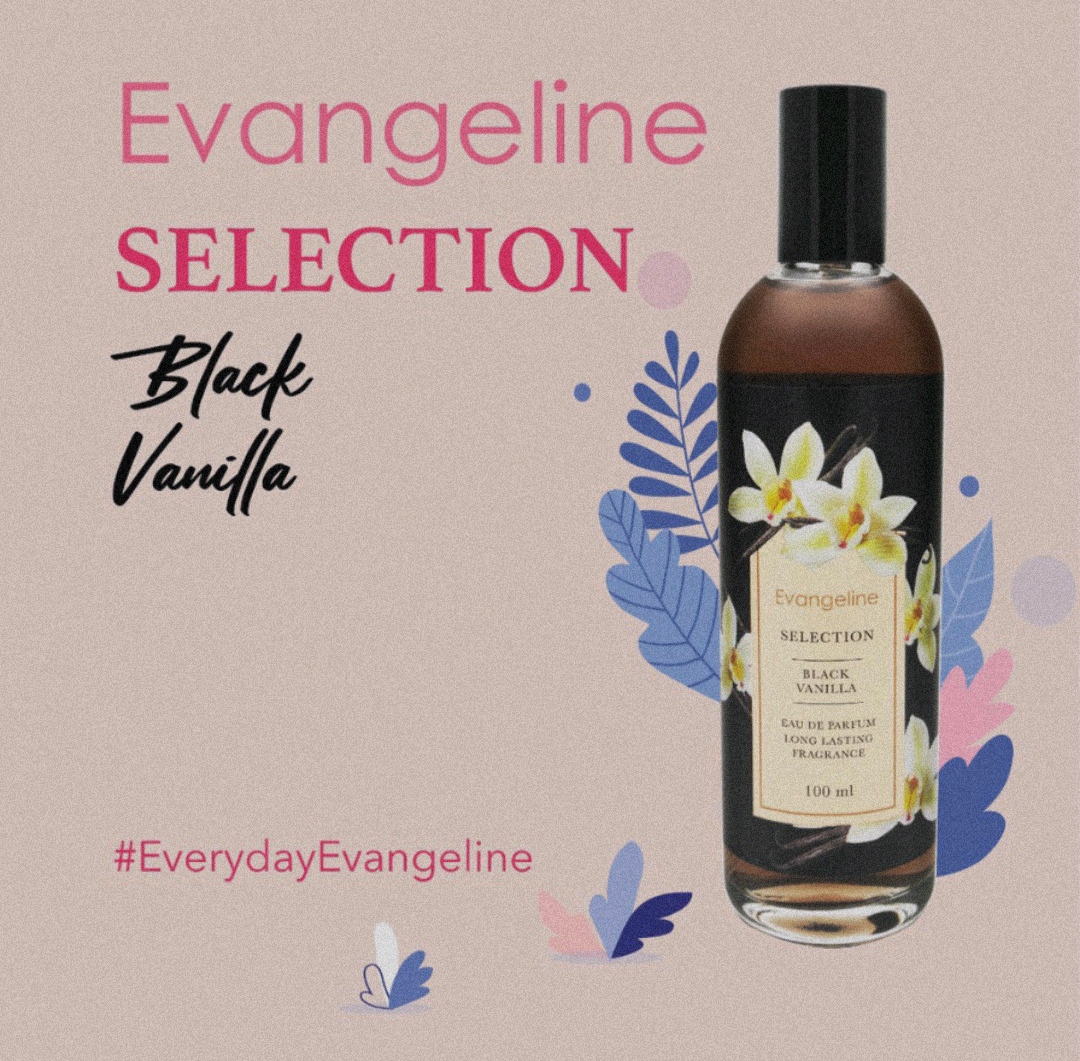 Evangeline
SELECTION
Black
Vanilla
Evangeline
SELECTION
BLACK
VANILLA
EAU DE PARFUM
LONG LASTING
FRAGRANCE
100 ml
#EverydayEvangeline